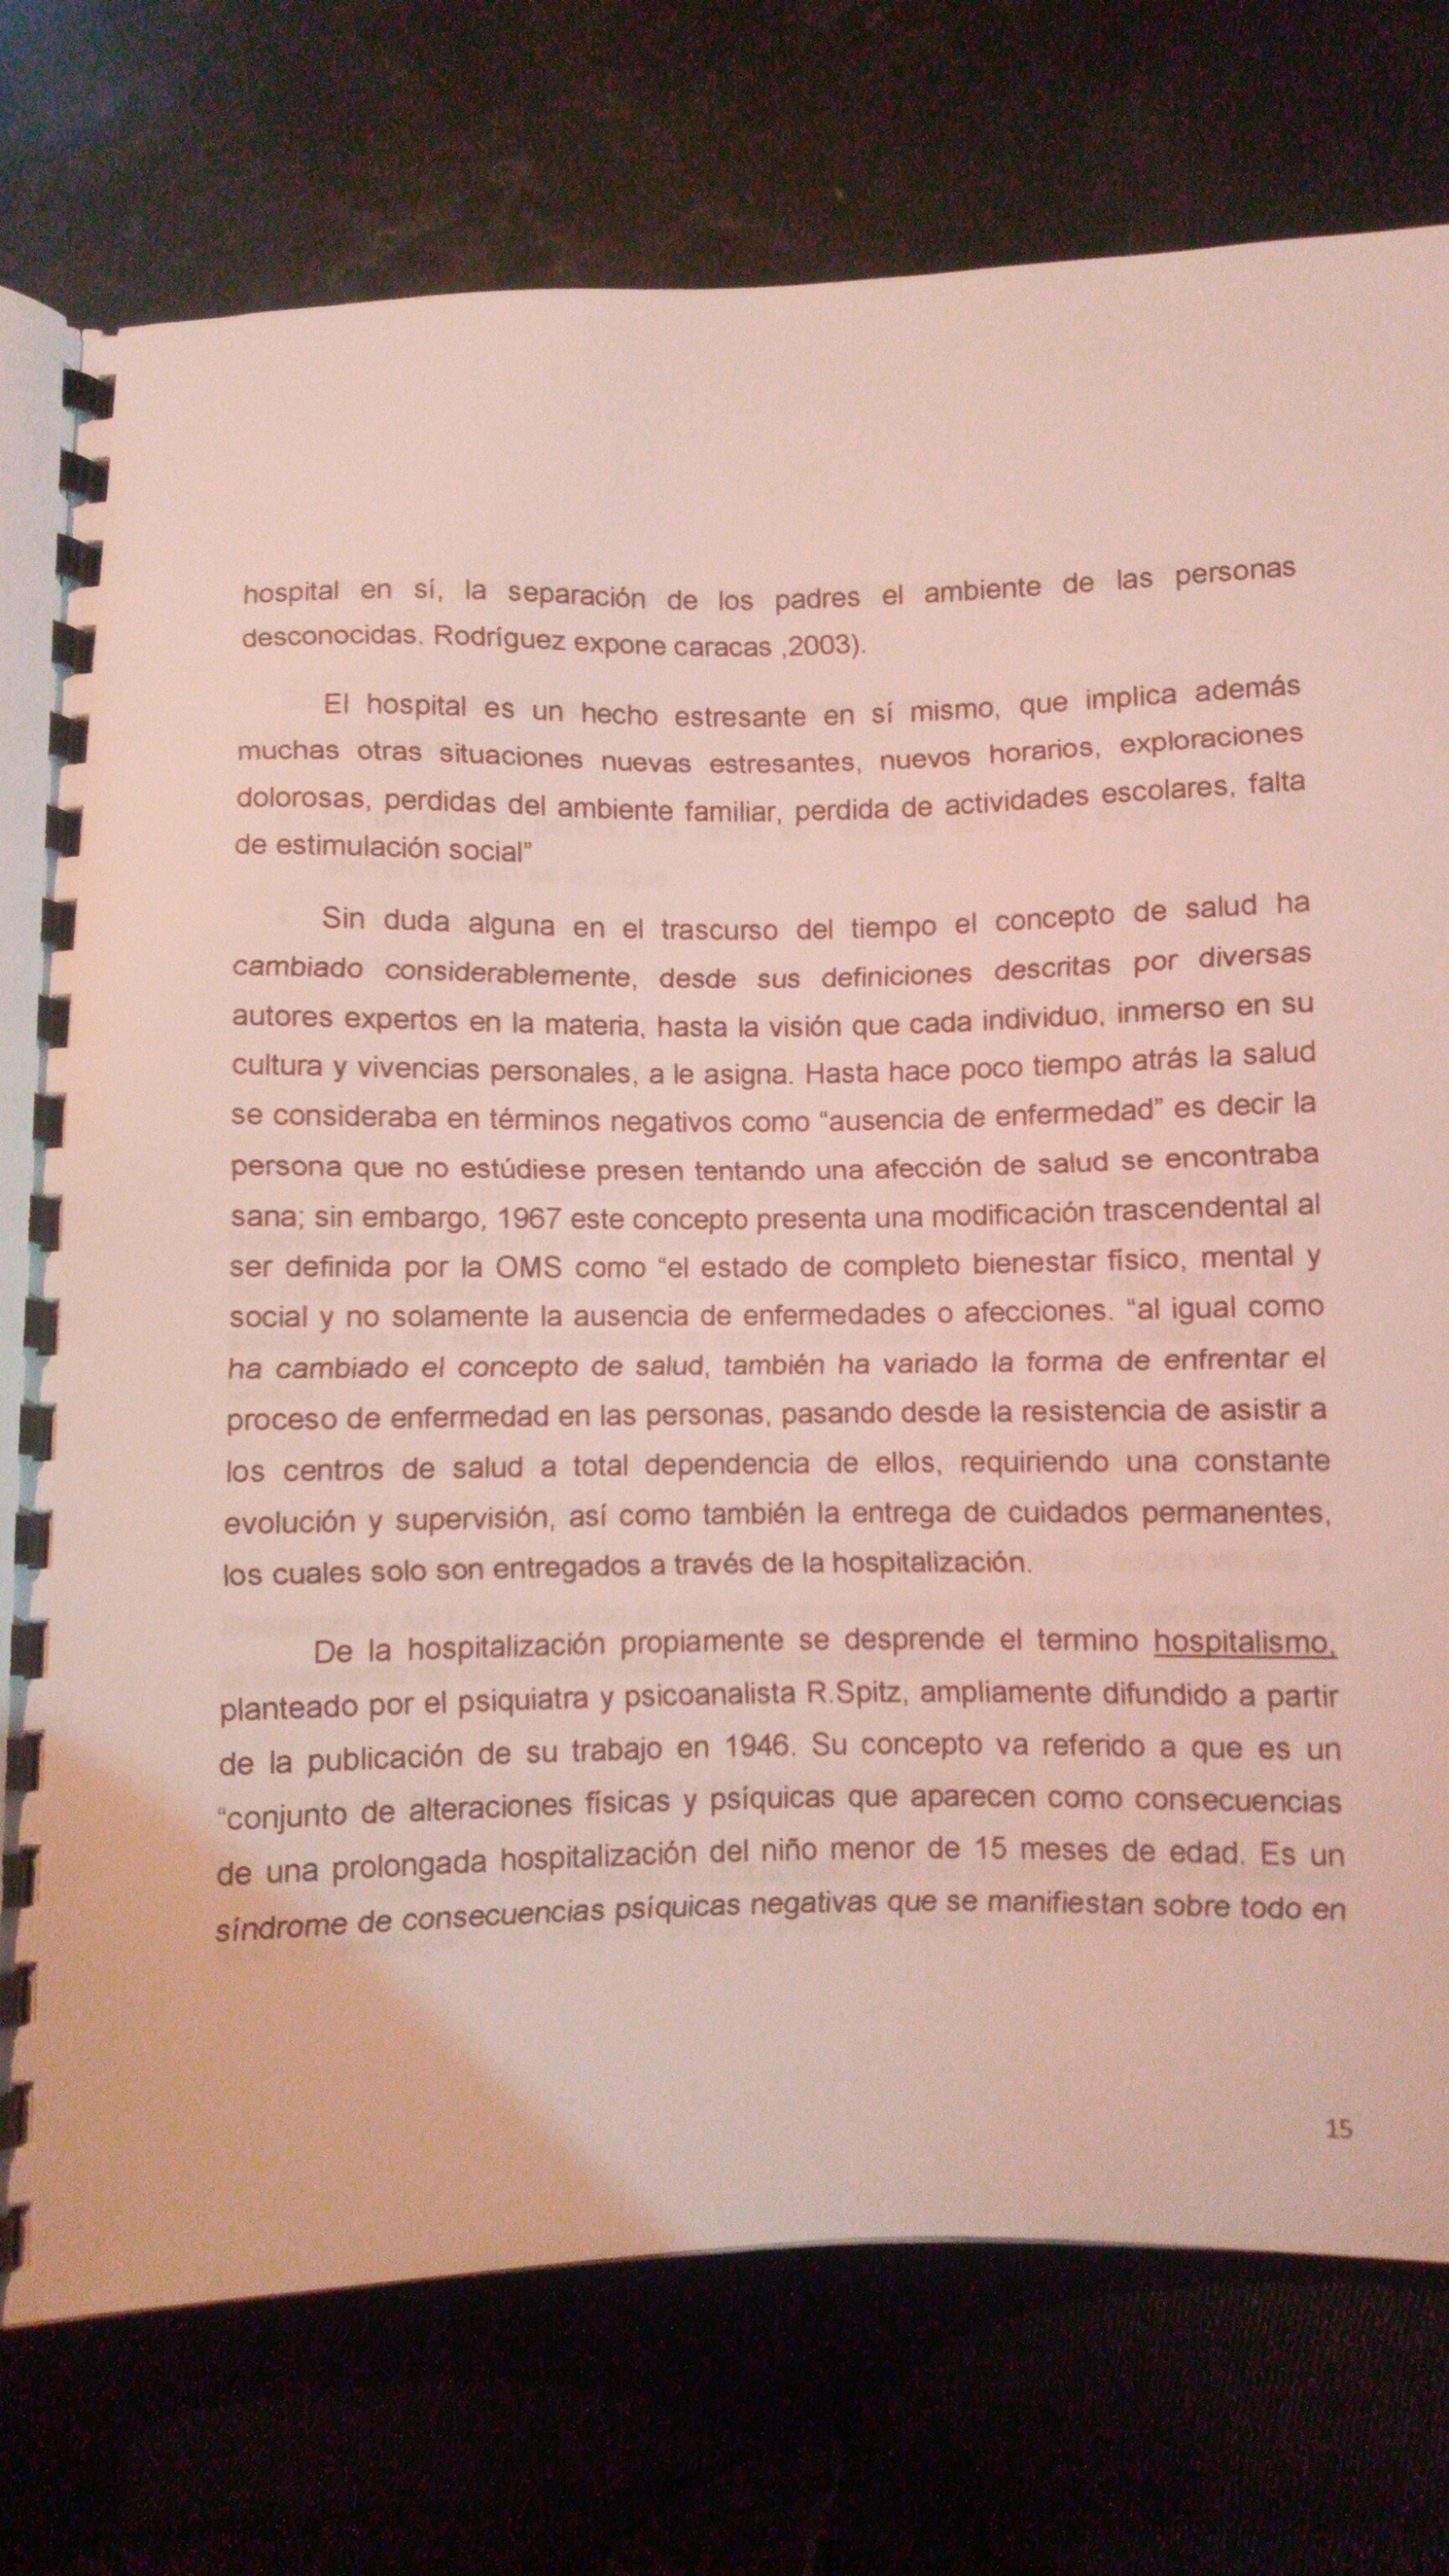 hospital en sí, la separación de los padres el ambiente de las personas
desconocidas. Rodríguez expone caracas ,2003).
El hospital es un hecho estresante en sí mismo, que implica además
muchas otras situaciones nuevas estresantes, nuevos horarios, exploraciones
dolorosas, perdidas del ambiente familiar, perdida de actividades escolares, falta
de estimulación social”
Sin duda alguna en el trascurso del tiempo el concepto de salud ha
cambiado considerablemente, desde sus definiciones descritas por diversas
autores expertos en la materia, hasta la visión que cada individuo, inmerso en su
cultura y vivencias personales, a le asigna. Hasta hace poco tiempo atrás la salud
se consideraba en términos negativos como “ausencia de enfermedad” es decir la
persona que no estúdiese presen tentando una afección de salud se encontraba
sana; sin embargo, 1967 este concepto presenta una modificación trascendental al
ser definida por la OMS como “el estado de completo bienestar físico, mental y
social y no solamente la ausencia de enfermedades o afecciones. “al igual como
ha cambiado el concepto de salud, también ha variado la forma de enfrentar el
proceso de enfermedad en las personas, pasando desde la resistencia de asistir a
los centros de salud a total dependencia de ellos, requiriendo una constante
evolución y supervisión, así como también la entrega de cuidados permanentes,
los cuales solo son entregados a través de la hospitalización.
De la hospitalización propiamente se desprende el termino hospitalismo,
planteado por el psiquiatra y psicoanalista R.Spitz, ampliamente difundido a partir
de la publicación de su trabajo en 1946. Su concepto va referido a que es un
“conjunto de alteraciones físicas y psíquicas que aparecen como consecuencias
de una prolongada hospitalización del niño menor de 15 meses de edad. Es un
síndrome de consecuencias psíquicas negativas que se manifiestan sobre todo en
15